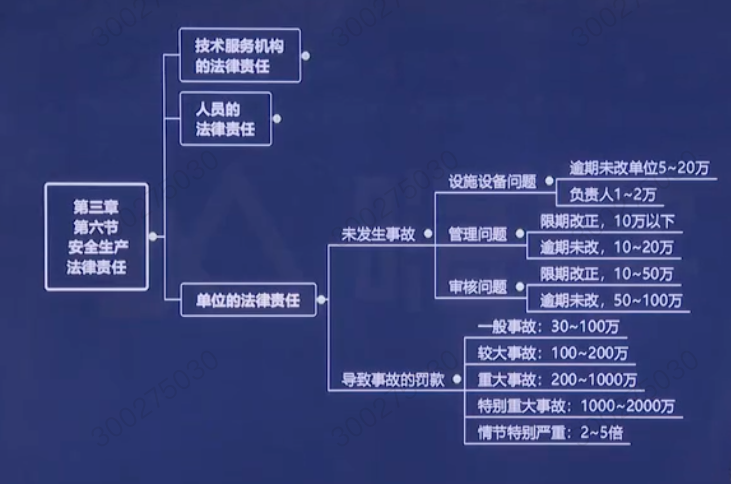 技术服务机构
的法律责任
人员的
法律责任
第三章
第六节
安全生产
法律责任
单位的法律责任
未发生事故
设施设备问题
逾期未改单位5~20万
负责人1~2万
管理问题
限期改正，10万以下
逾期未改，10~20万
审核问题
限期改正，10~50万
逾期未改，50~100万
导致事故的罚款
一般事故：30~100万
较大事故：100~200万
重大事故：200~1000万
特别重大事故：1000~2000万
情节特别严重：2~5倍
300275030
300275030
300275030
300275030
300275030